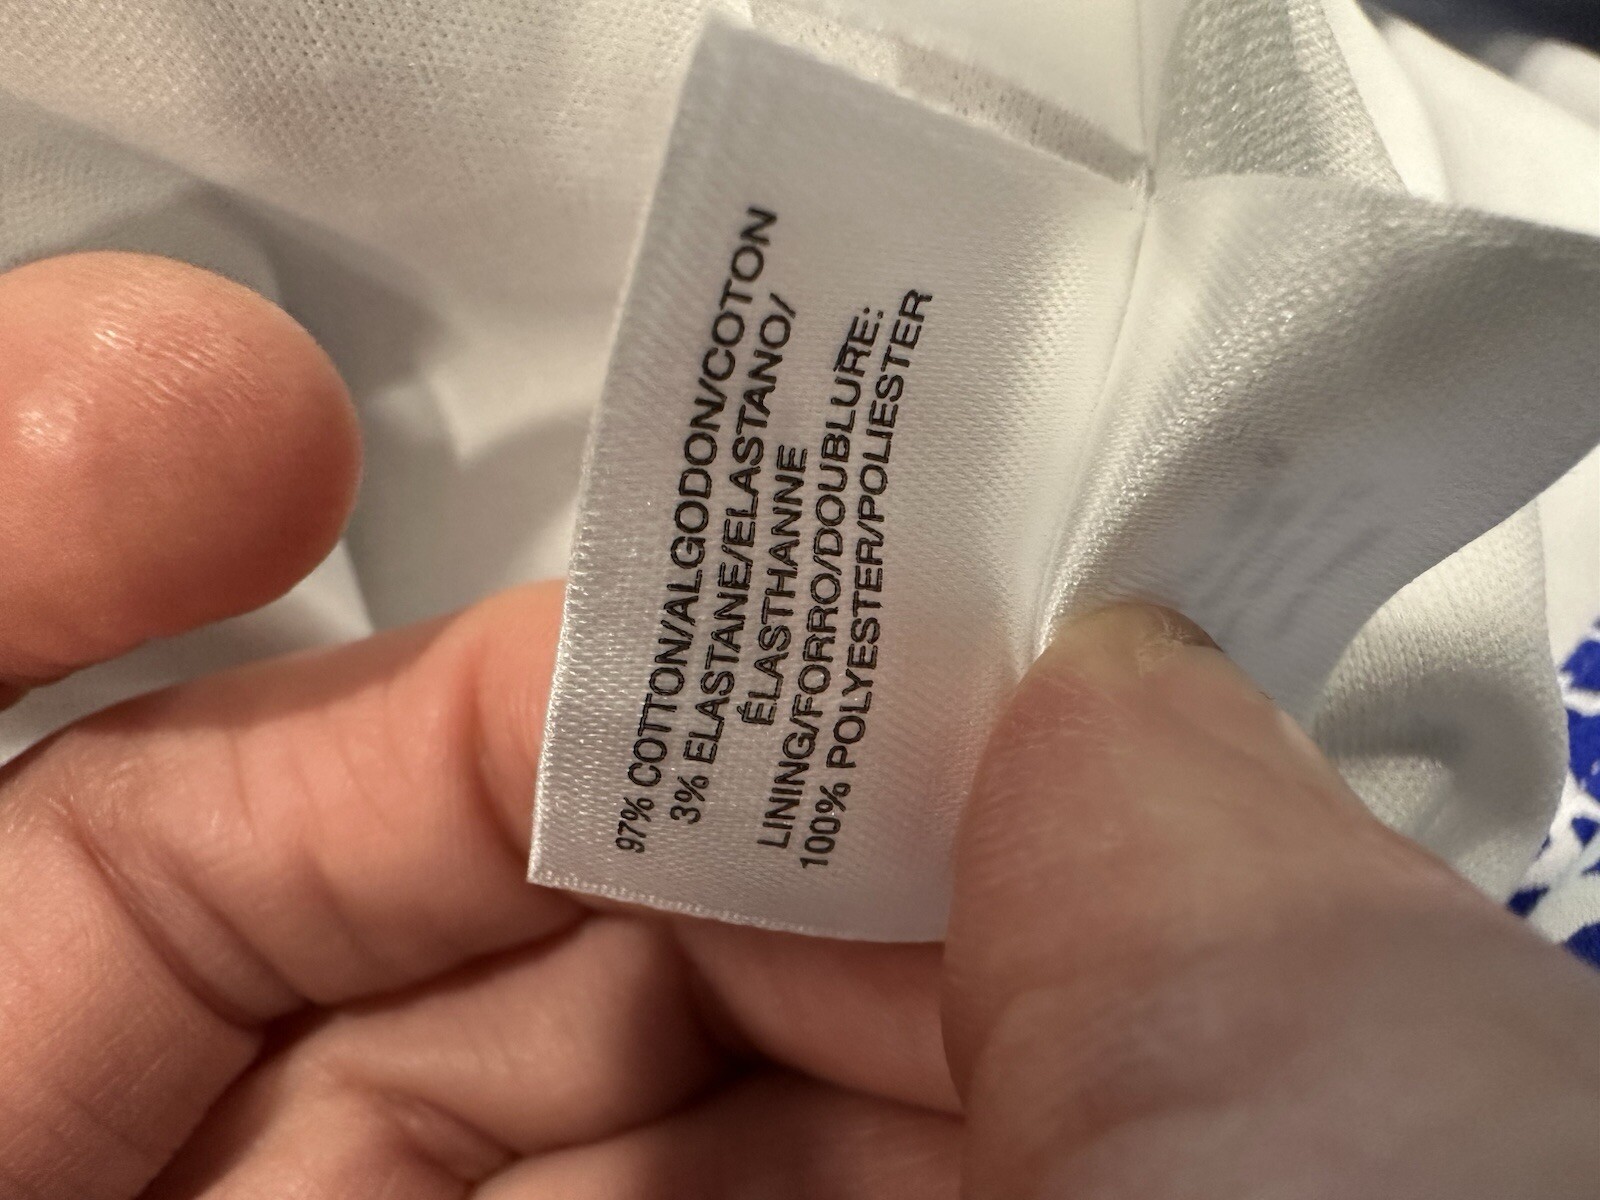 97% COTTON/ALGODON/COTON
3% ELASTANE/ELASTANO/
ÉLASTHANNE
LINING/FORRO/DOUBLURE:
100% POLYESTER/POLIESTER